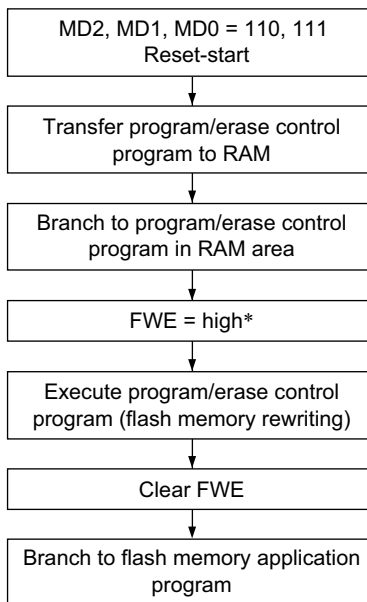 MD2, MD1, MD0 = 110, 111
Reset-start
Transfer program/erase control
program to RAM
Branch to program/erase control
program in RAM area
FWE = high*
Execute program/erase control
program (flash memory rewriting)
Clear FWE
Branch to flash memory application
program